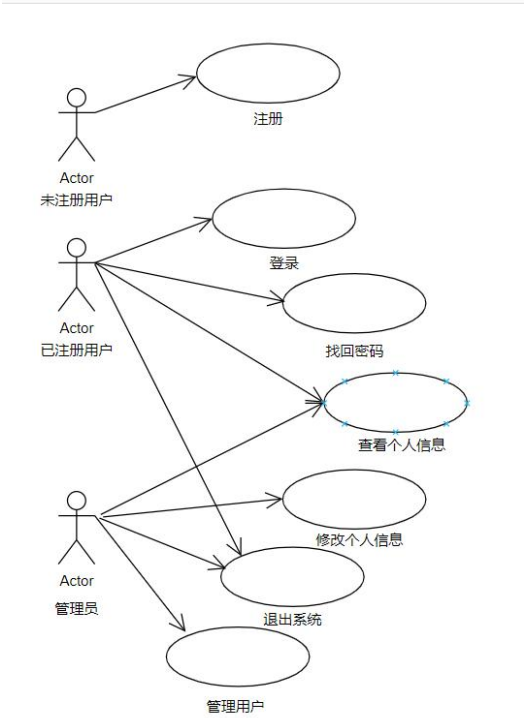 注册
Actor
未注册用户
登录
Actor
已注册用户
找回密码
查看个人信息
修改个人信息
Actor
管理员
退出系统
管理用户